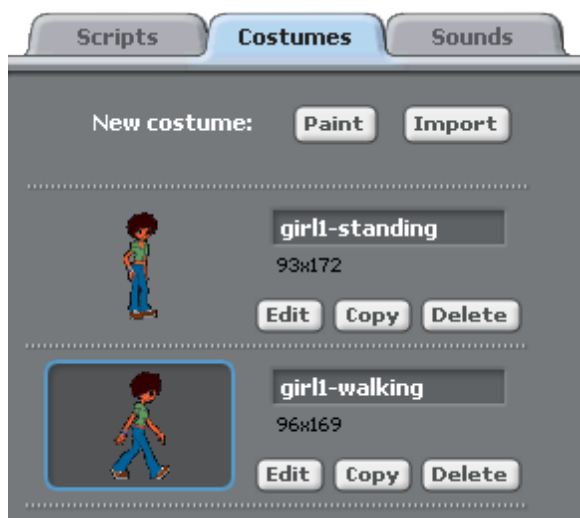 Scripts Costumes Sounds
New costume: Paint Import
girl1-standing
93x172
Edit Copy Delete
girl1-walking
96x169
Edit Copy Delete